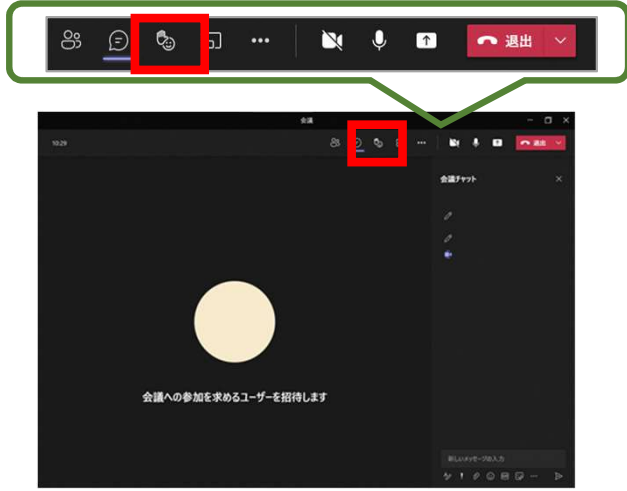 退出
会議
10:29
退出
会議チャット
会議への参加を求めるユーザーを招待します
新しいメッセージの入力